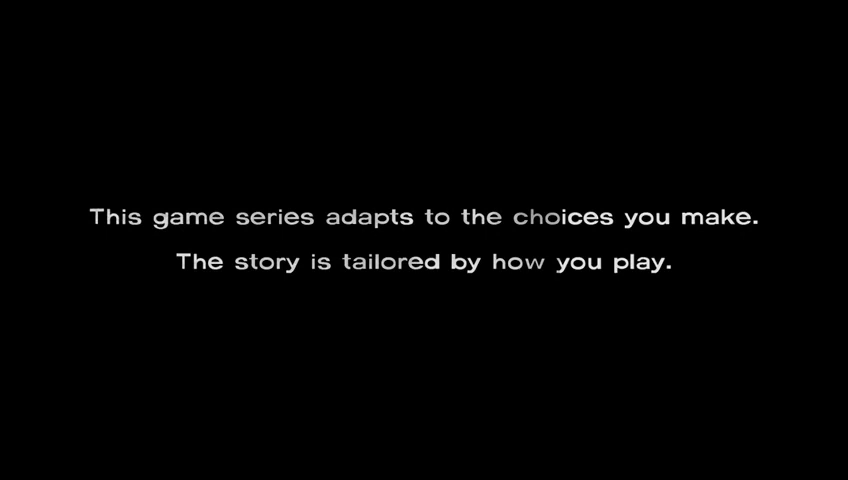 This game series adapts to the choices you make.
The story is tailored by how you play.